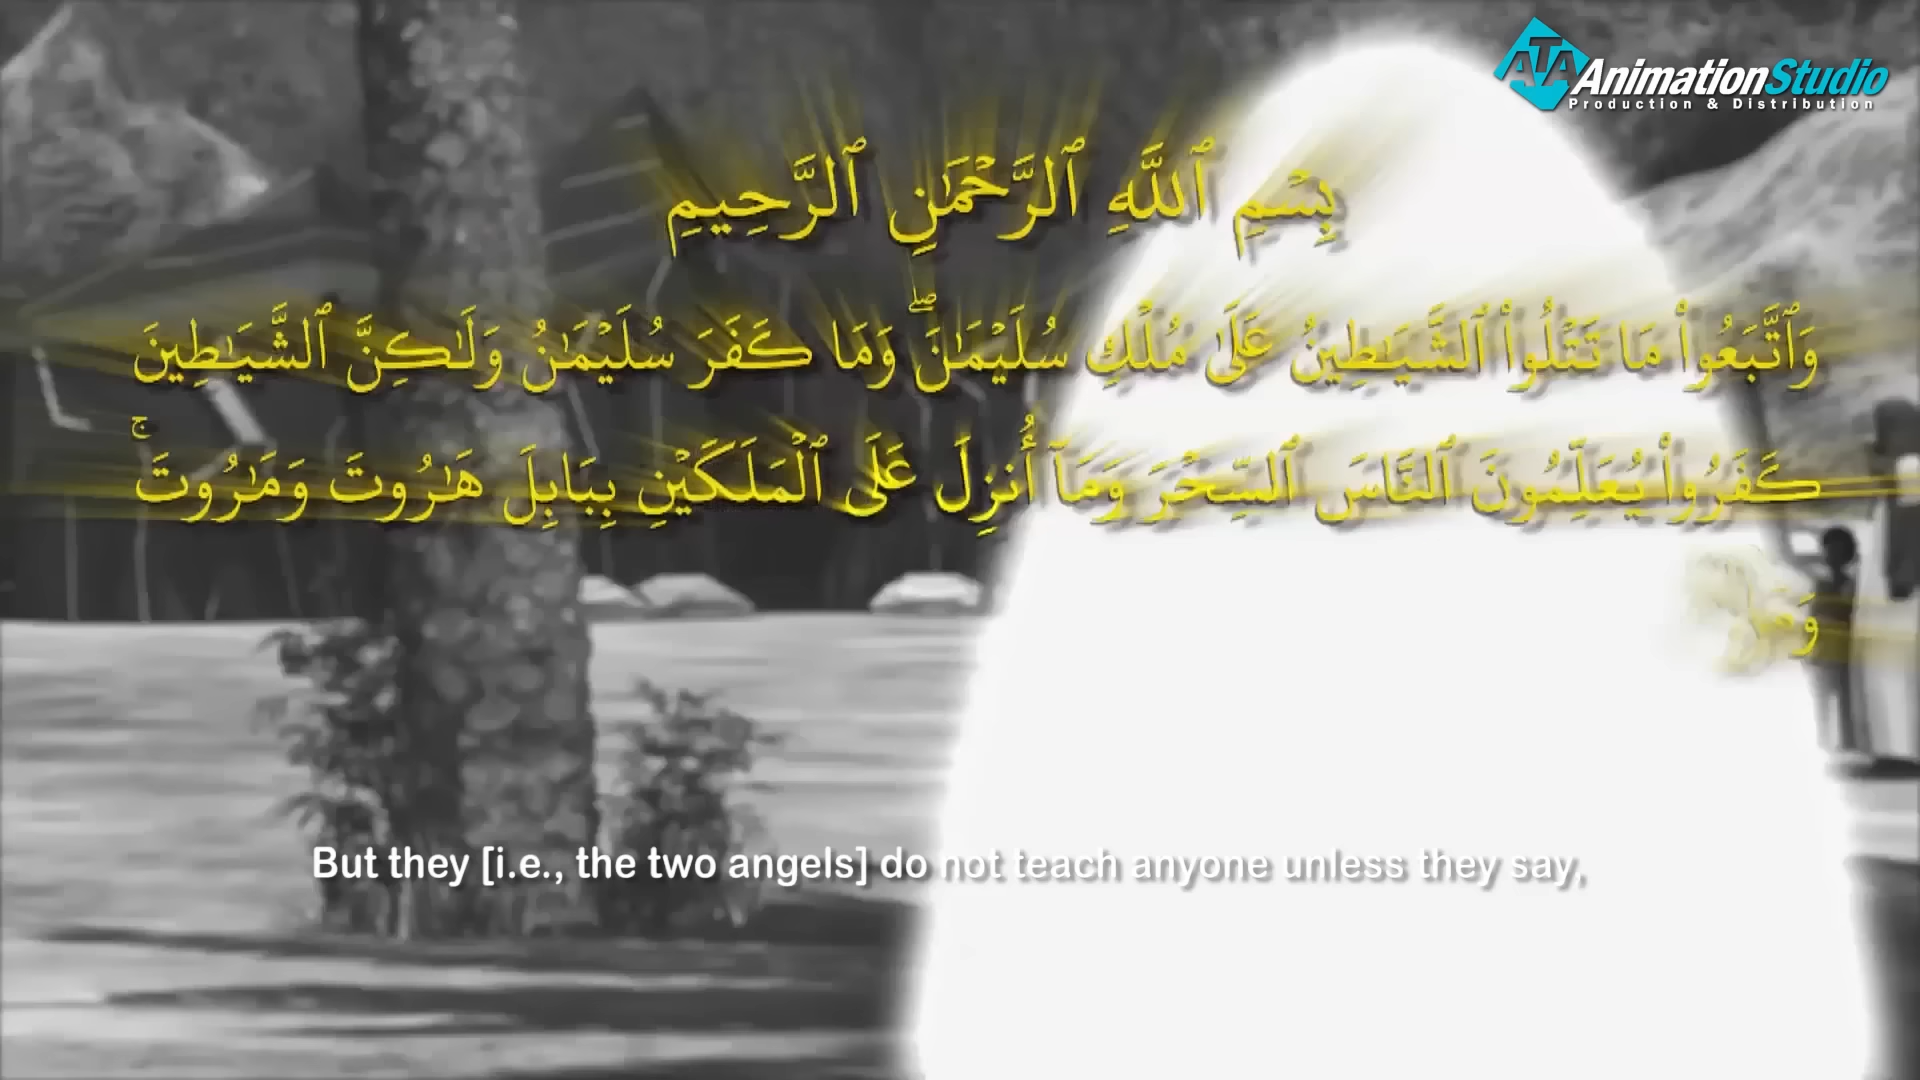 ATA AnimationStudio
Production & Distribution
بِسْمِ ٱللَّهِ ٱلرَّحْمَٰنِ ٱلرَّحِيمِ
وَٱتَّبَعُوا۟ مَا تَتْلُوا۟ ٱلشَّيَـٰطِينُ عَلَىٰ مُلْكِ سُلَيْمَـٰنَ ۖ وَمَا كَفَرَ سُلَيْمَـٰنُ وَلَـٰكِنَّ ٱلشَّيَـٰطِينَ
كَفَرُوا۟ يُعَلِّمُونَ ٱلنَّاسَ ٱلسِّحْرَ وَمَآ أُنزِلَ عَلَى ٱلْمَلَكَيْنِ بِبَابِلَ هَـٰرُوتَ وَمَـٰرُوتَ ۚ
But they [i.e., the two angels] do not teach anyone unless they say,